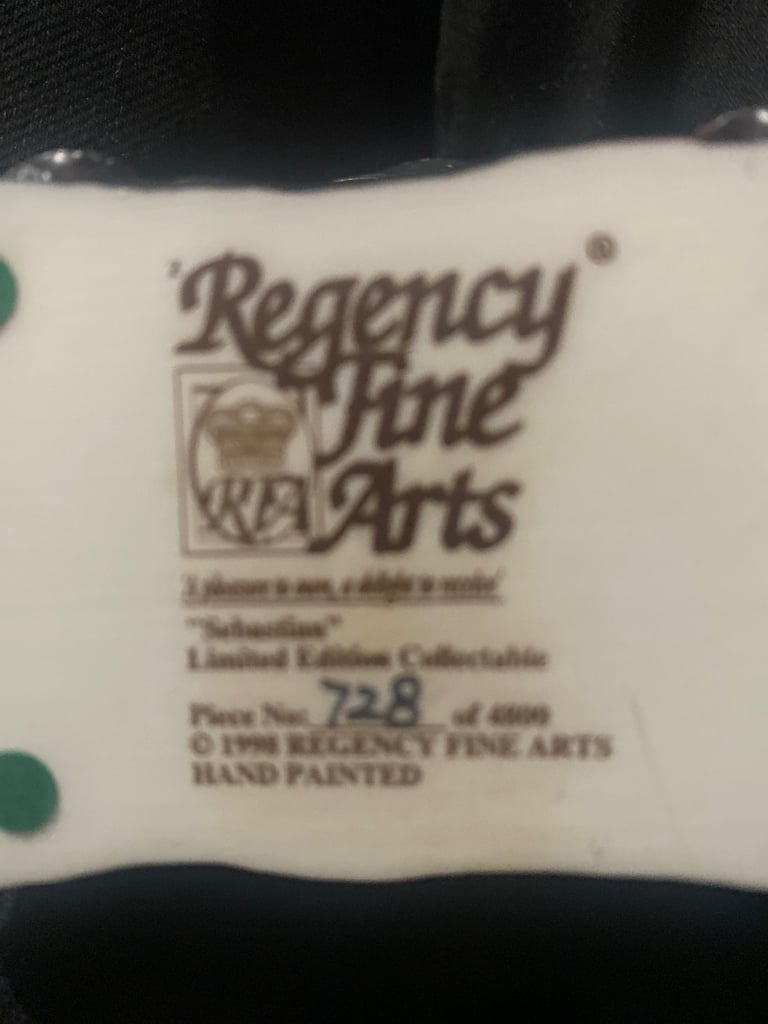 Regency®
Fine
RFA Arts
'A pleasure to own, a delight to receive'
"Sebastian"
Limited Edition Collectable
Piece No: 728 of 4800
© 1998 REGENCY FINE ARTS
HAND PAINTED